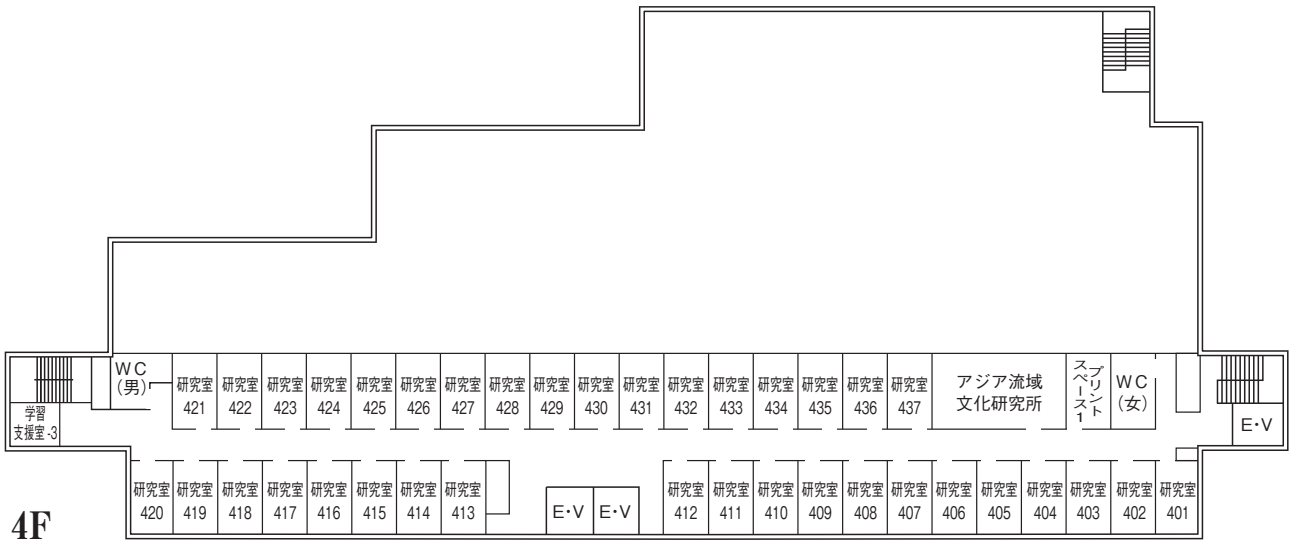 WC
(男)
研究室
421
研究室
422
研究室
423
研究室
424
研究室
425
研究室
426
研究室
427
研究室
428
研究室
429
研究室
430
研究室
431
研究室
432
研究室
433
研究室
434
研究室
435
研究室
436
研究室
437
アジア流域
文化研究所
プリント
スペース1
WC
(女)
学習
支援室-3
E・V
研究室
420
研究室
419
研究室
418
研究室
417
研究室
416
研究室
415
研究室
414
研究室
413
E・V
E・V
研究室
412
研究室
411
研究室
410
研究室
409
研究室
408
研究室
407
研究室
406
研究室
405
研究室
404
研究室
403
研究室
402
研究室
401
4F